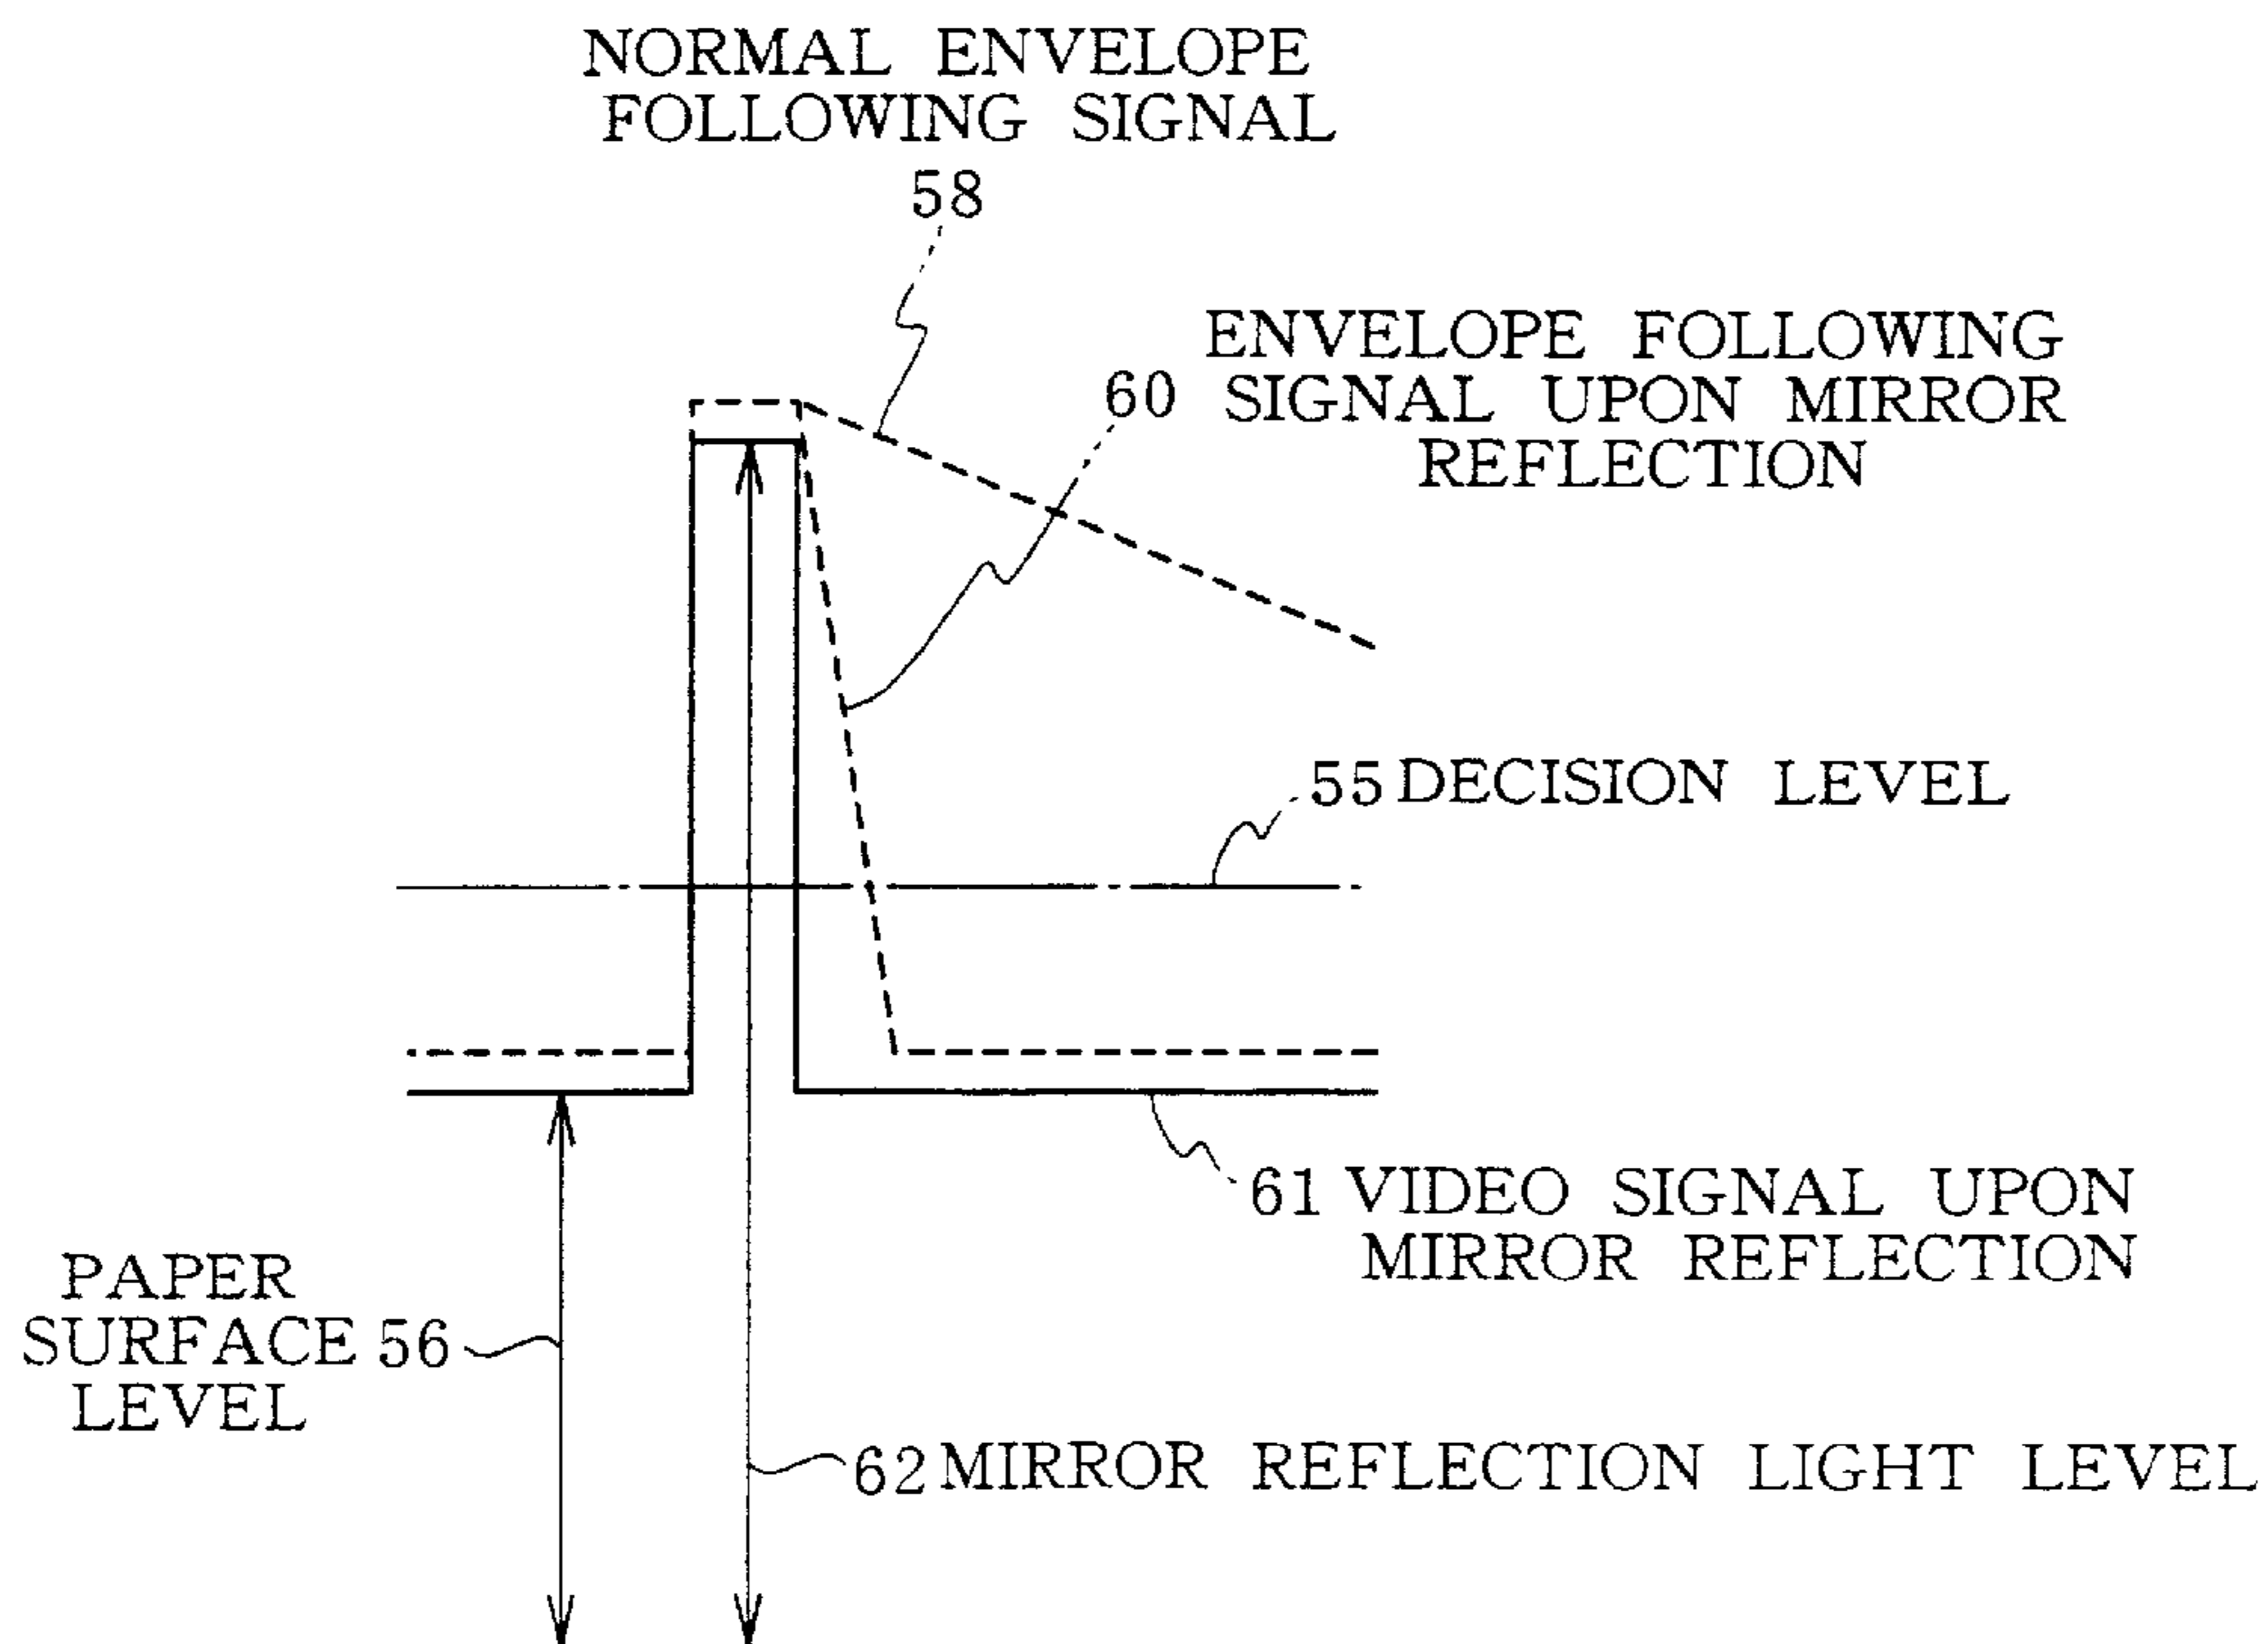 NORMAL ENVELOPE
FOLLOWING SIGNAL
58
ENVELOPE FOLLOWING
60 SIGNAL UPON MIRROR
REFLECTION
55 DECISION LEVEL
61 VIDEO SIGNAL UPON
MIRROR REFLECTION
PAPER
SURFACE 56
LEVEL
62 MIRROR REFLECTION LIGHT LEVEL